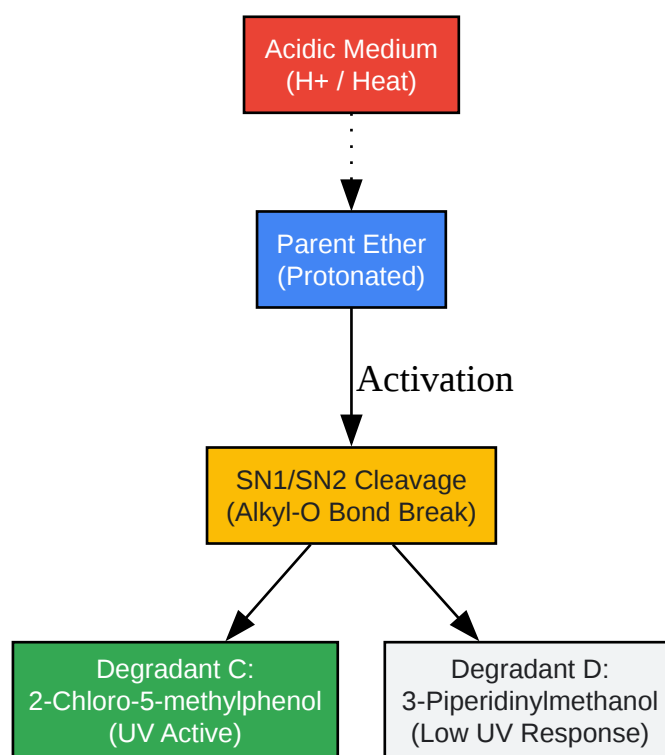 Acidic Medium
(H+ / Heat)
Parent Ether
(Protonated)
Activation
SN1/SN2 Cleavage
(Alkyl-O Bond Break)
Degradant C:
2-Chloro-5-methylphenol
(UV Active)
Degradant D:
3-Piperidinylmethanol
(Low UV Response)